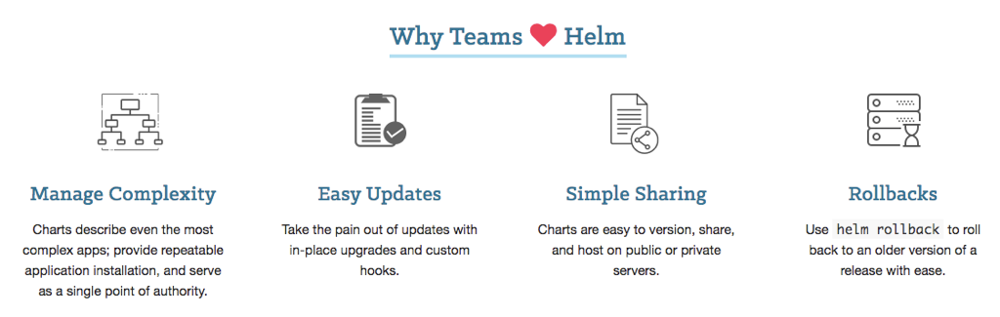 Why Teams ❤ Helm
Manage Complexity
Charts describe even the most
complex apps; provide repeatable
application installation, and serve
as a single point of authority.
Easy Updates
Take the pain out of updates with
in-place upgrades and custom
hooks.
Simple Sharing
Charts are easy to version, share,
and host on public or private
servers.
Rollbacks
Use helm rollback to roll
back to an older version of a
release with ease.